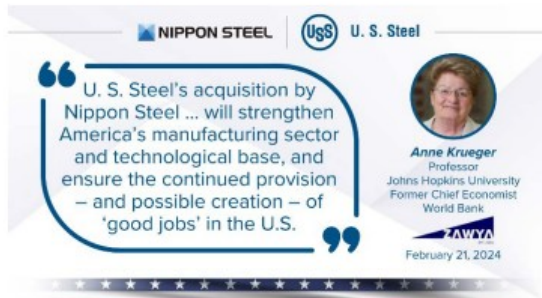 NIPPON STEEL
USS
U. S. Steel
“ U. S. Steel’s acquisition by
Nippon Steel ... will strengthen
America’s manufacturing sector
and technological base, and
ensure the continued provision
– and possible creation – of
‘good jobs’ in the U.S. ”
Anne Krueger
Professor
Johns Hopkins University
Former Chief Economist
World Bank
ZAWYA
February 21, 2024